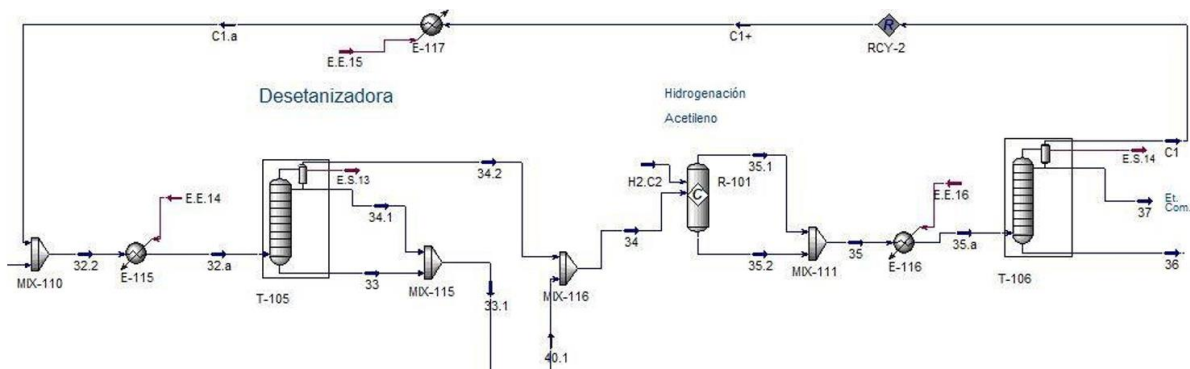 C1.a
E-117
C1+
R
RCY-2
E.E.15
Desetanizadora
Hidrogenación
Acetileno
34.2
35.1
C1
E.S.14
E.S.13
H2.C2
R-101
C
E.E.14
E.E.16
37
Et.
Com.
34.1
34
32.2
32.a
35
35.a
MIX-110
E-115
33
MIX-115
MIX-116
35.2
MIX-111
E-116
36
T-105
33.1
T-106
40.1